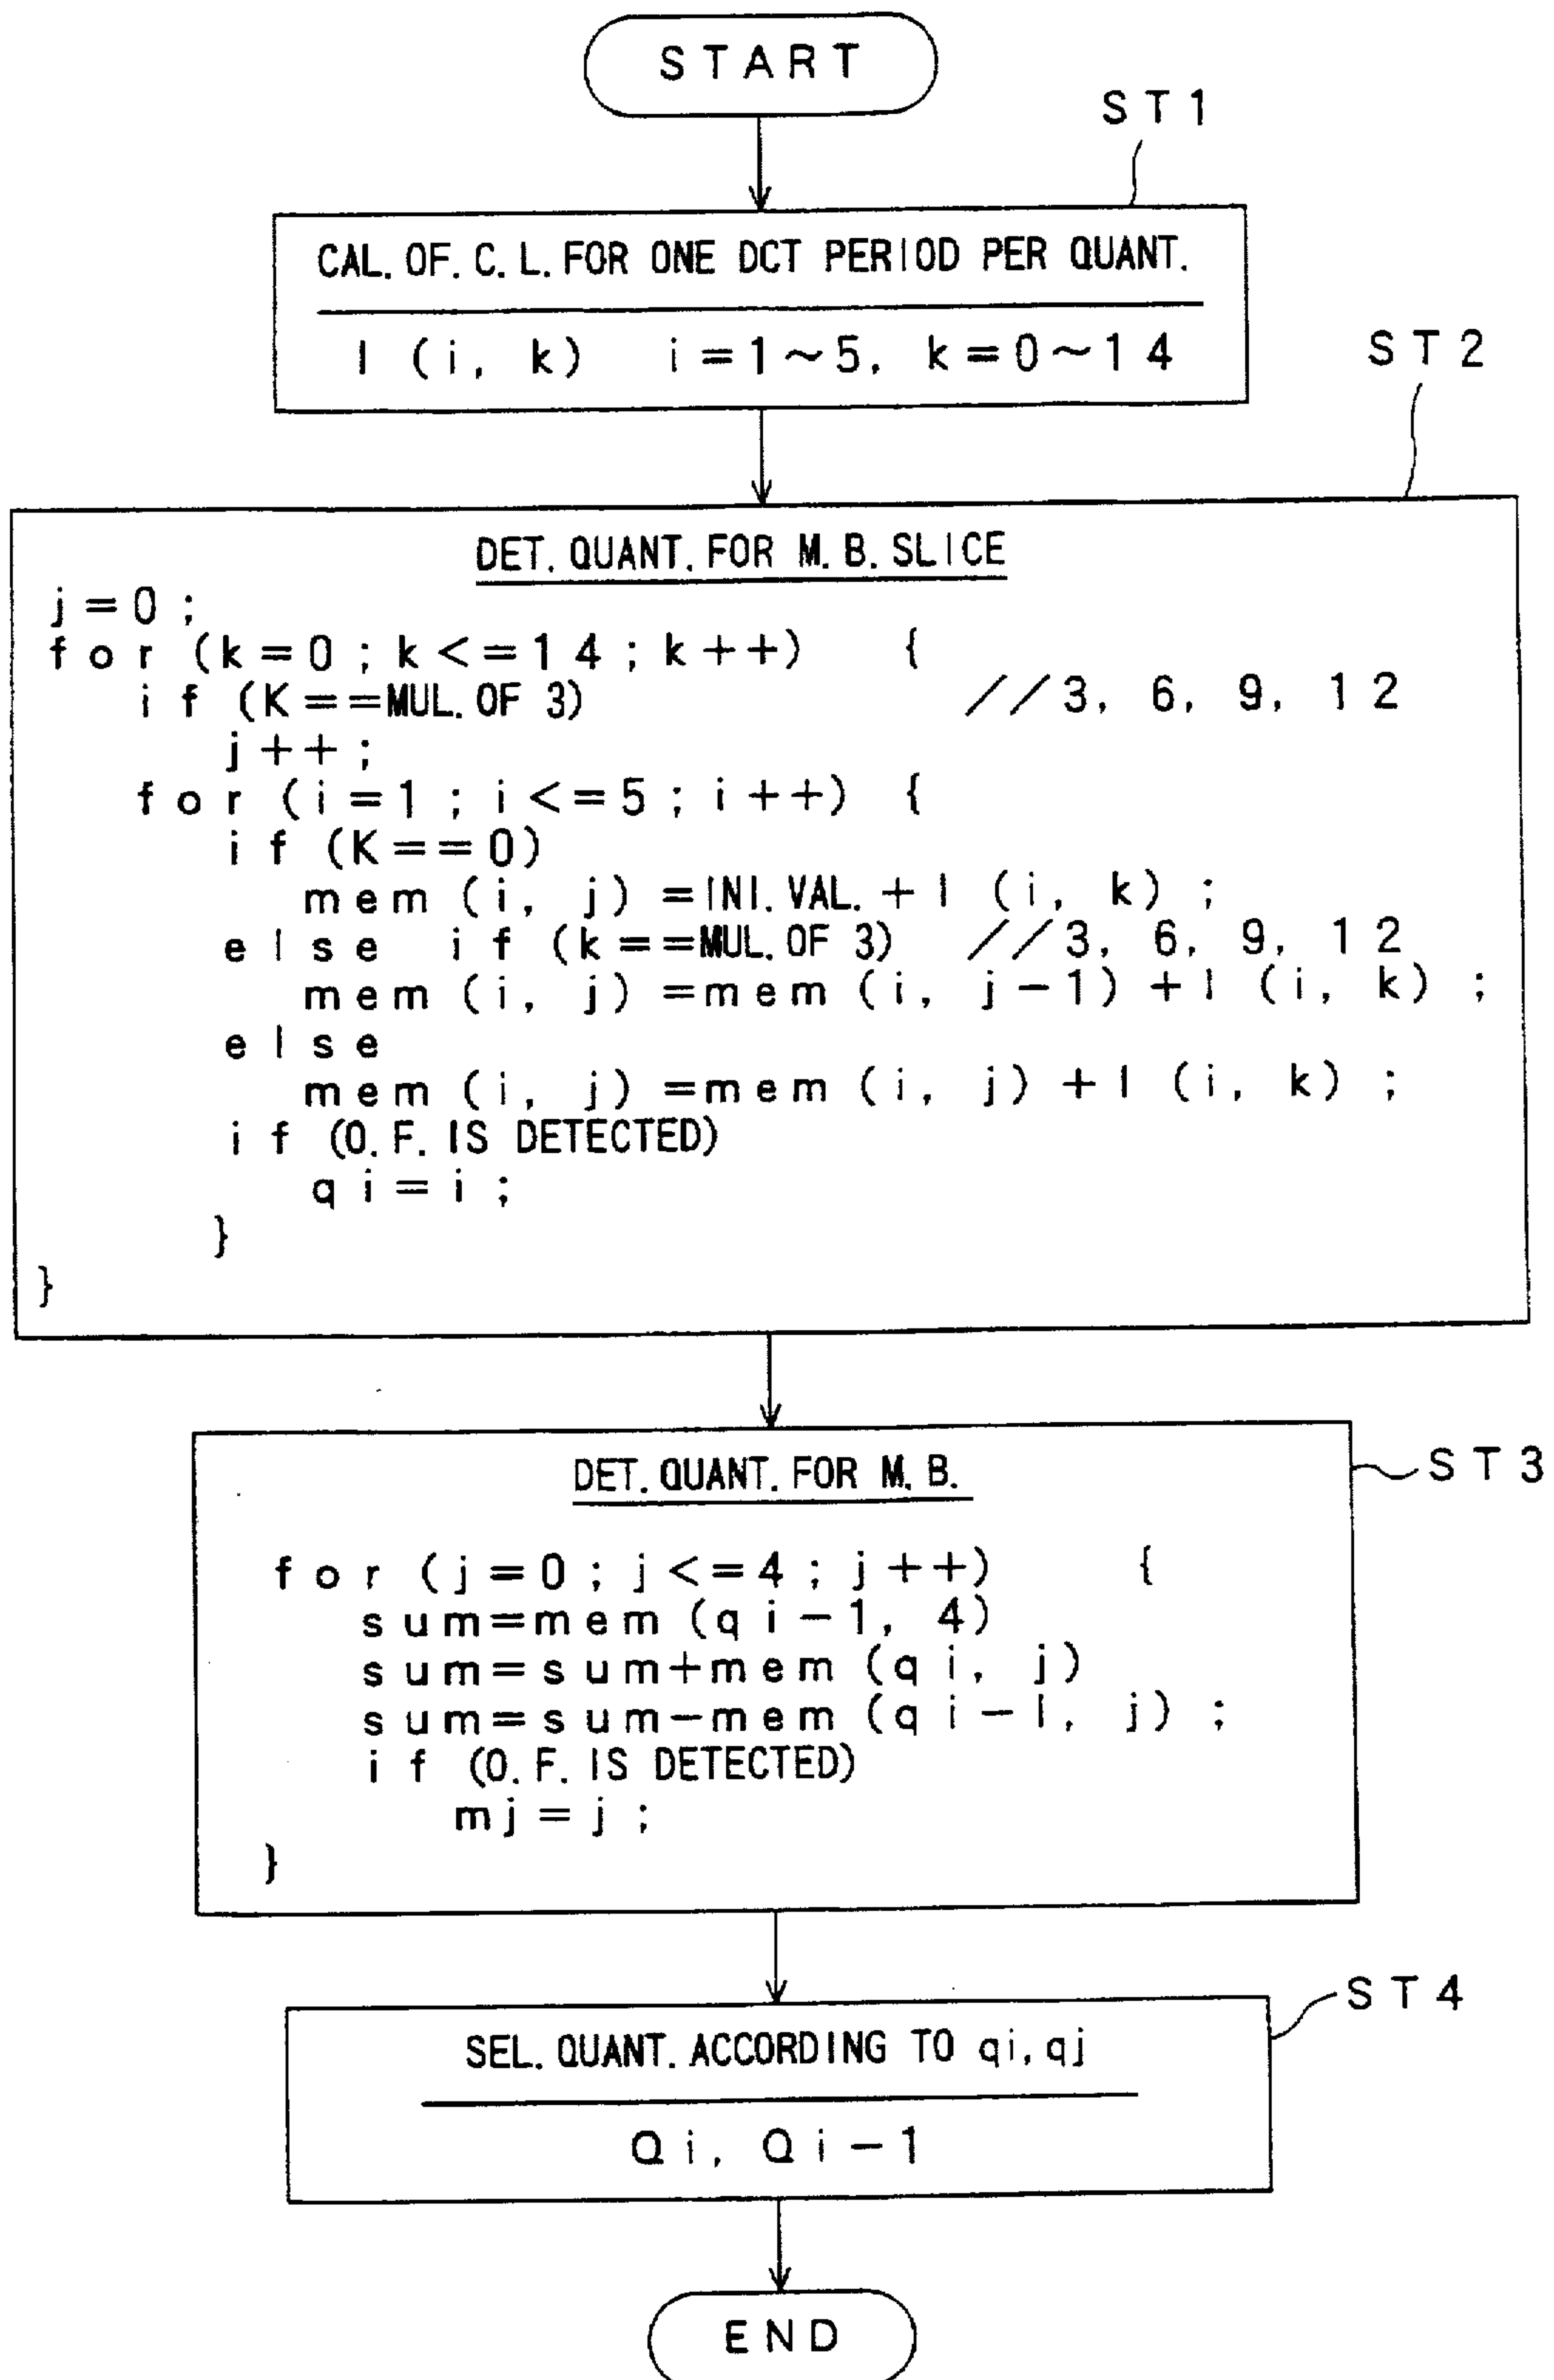 START
ST1
CAL. OF. C. L. FOR ONE DCT PERIOD PER QUANT.
l (i, k)   i=1~5, k=0~14
ST2
DET. QUANT. FOR M. B. SLICE
j=0 ;
for (k=0 ; k<=14 ; k++)   {
if (K==MUL. OF 3)   //3, 6, 9, 12
j++ ;
for (i=1 ; i<=5 ; i++) {
if (K==0)
mem (i, j) =INI. VAL. +l (i, k) ;
else if (k==MUL. OF 3)   //3, 6, 9, 12
mem (i, j) =mem (i, j-1) +l (i, k) ;
else
mem (i, j) =mem (i, j) +l (i, k) ;
if (O. F. IS DETECTED)
qi=i ;
}
}
ST3
DET. QUANT. FOR M. B.
for (j=0 ; j<=4 ; j++)   {
sum=mem (qi-1, 4)
sum=sum+mem (qi, j)
sum=sum-mem (qi-l, j) ;
if (O. F. IS DETECTED)
mj=j ;
}
ST4
SEL. QUANT. ACCORDING TO qi, qj
Qi, Qi-1
END